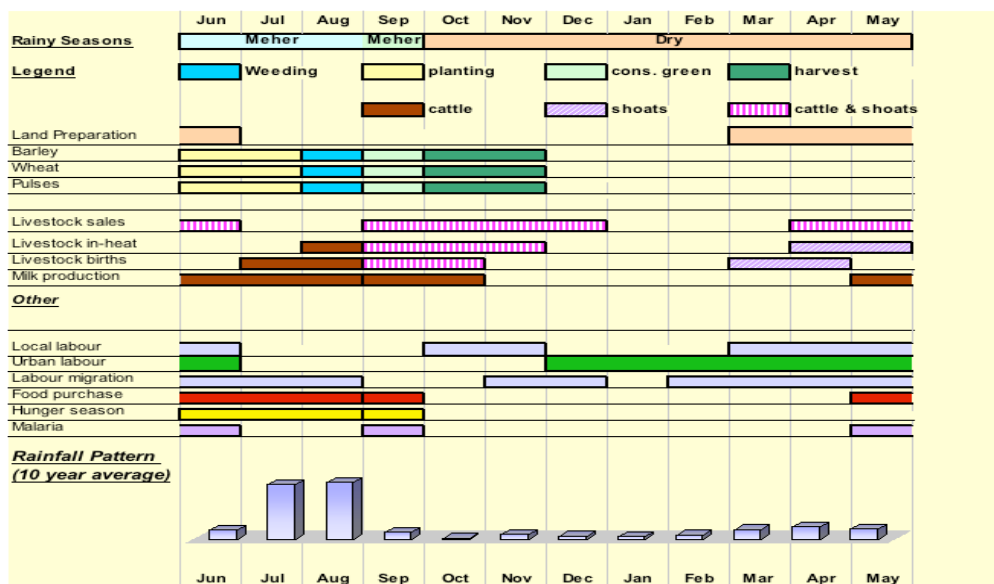 Jun Jul Aug Sep Oct Nov Dec Jan Feb Mar Apr May
Rainy Seasons Meher Meher Dry
Legend Weeding planting cons. green harvest
cattle shoats cattle & shoats
Land Preparation
Barley
Wheat
Pulses
Livestock sales
Livestock in-heat
Livestock births
Milk production
Other
Local labour
Urban labour
Labour migration
Food purchase
Hunger season
Malaria
Rainfall Pattern
(10 year average)
Jun Jul Aug Sep Oct Nov Dec Jan Feb Mar Apr May